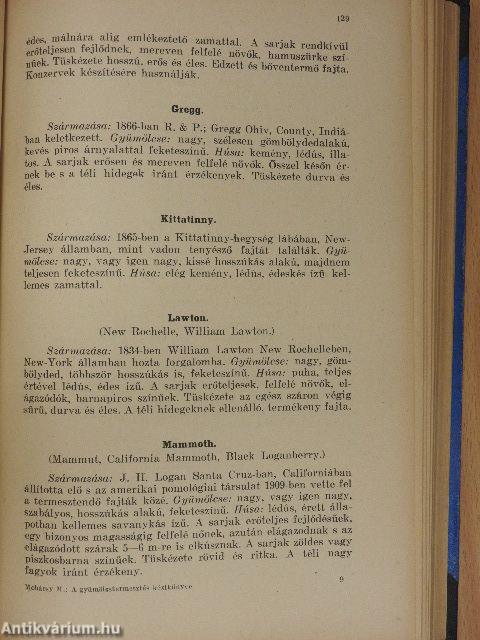 129
édes, málnára alig emlékeztető zamattal. A sarjak rendkívül
erőteljesen fejlődnek, mereven felfelé növők, hamuszürke szí-
nűek. Tüskézete hosszú, erős és éles. Edzett és bőventermő fajta.
Konzervek készítésére használják.
Gregg.
Származása: 1866-ban R. & P.; Gregg Ohiv, County, Indiá-
ban keletkezett. Gyümölcse: nagy, szélesen gömbölydedalakú,
kevés piros árnyalattal feketeszínű. Húsa: kemény, lédús, illa-
tos. A sarjak erősen és mereven felfelé növők. Ősszel későn ér-
nek be s a téli hidegek iránt érzékenyek. Tüskézete durva és
éles.
Kittatinny.
Származása: 1865-ben a Kittatinny-hegység lábában, New-
Jersey államban, mint vadon tenyésző fajtát találták. Gyü-
mölcse: nagy, vagy igen nagy, kissé hosszúkás alakú, majdnem
teljesen feketeszínű. Húsa: elég kemény, lédús, édeskés ízű kel-
lemes zamattal.
Lawton.
(New Rochelle, William Lawton.)
Származása: 1834-ben William Lawton New Rochelleben,
New-York államban hozta forgalomba. Gyümölcse: nagy, göm-
bölyded, többször hosszúkás is, feketeszínű. Húsa: puha, teljes
értével lédús, édes ízű. A sarjak erőteljesek, felfelé növők, el-
ágazódók, barnapiros színűek. Tüskézete az egész száron végig
sűrű, durva és éles. A téli hidegeknek ellenálló, termékeny fajta.
Mammoth.
(Mammut, California Mammoth, Black Loganberry.)
Származása: J. H. Logan Santa Cruz-ban, Califoriniában
állította elő s az amerikai pomológiai társulat 1909-ben vette fel
a termesztendő fajták közé. Gyümölcse: nagy, vagy igen nagy,
szabályos, hosszúkás alakú, feketeszínű. Húsa: lédús, érett álla-
potban kellemes savanykás ízű. A sarjak erőteljes fejlődésűek,
egy bizonyos magasságig felfelé nőnek, azután elágazódnak s az
elágazódott szárak 5—6 m-re is elkúsznak. A sarjak zöldes vagy
piszkosbarna színűek. Tüskézete rövid és ritka. A téli nagy
fagyok iránt érzékeny.
Mohácsy M.: A gyümölcstermesztés kézikönyve
9
Antikvárium.hu